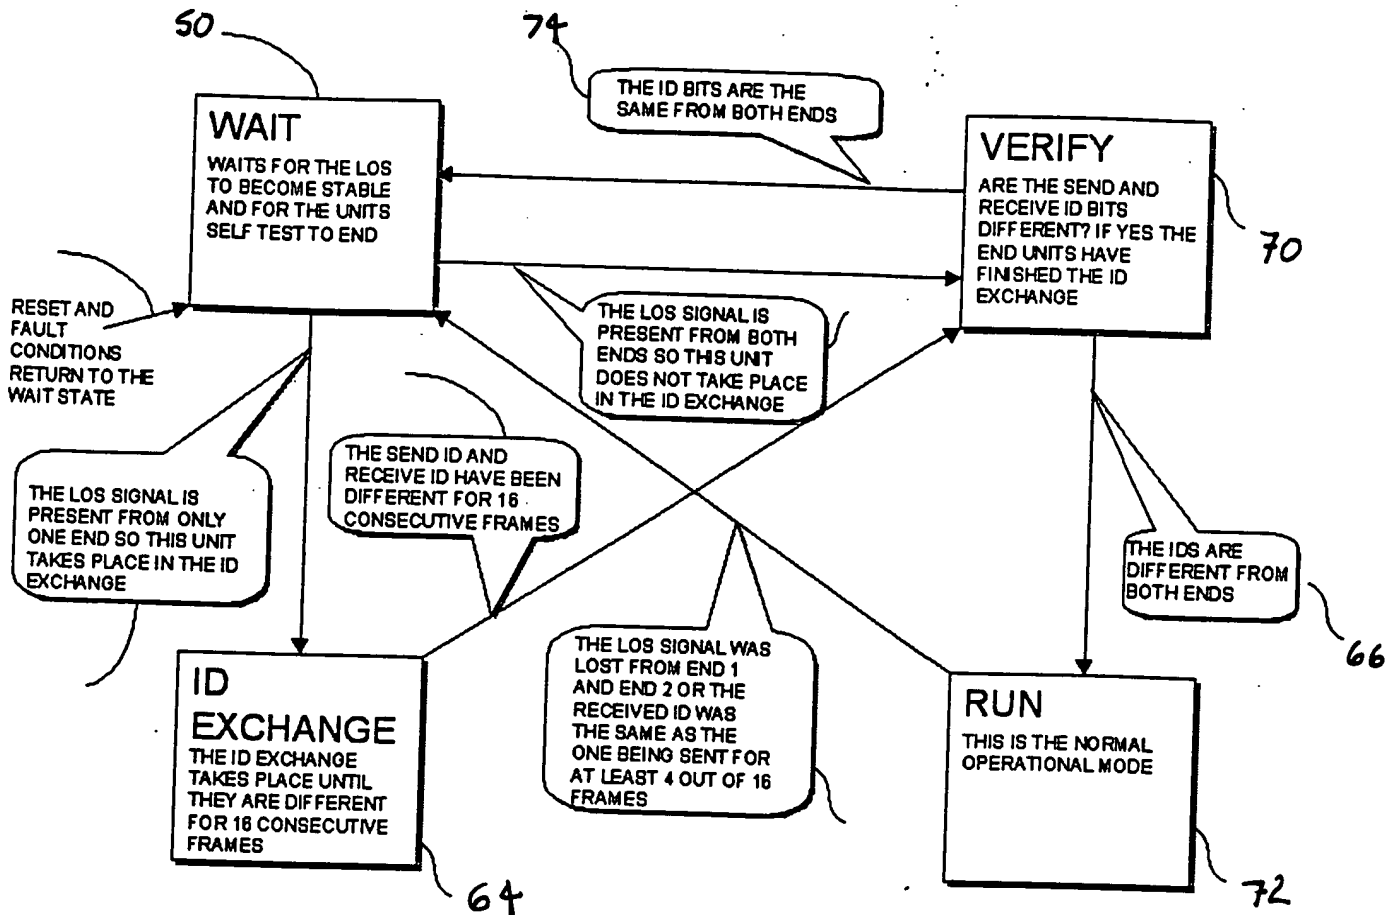 50
74
THE ID BITS ARE THE
SAME FROM BOTH ENDS
WAIT
WAITS FOR THE LOS
TO BECOME STABLE
AND FOR THE UNITS
SELF TEST TO END
VERIFY
ARE THE SEND AND
RECEIVE ID BITS
DIFFERENT? IF YES THE
END UNITS HAVE
FINISHED THE ID
EXCHANGE
70
RESET AND
FAULT
CONDITIONS
RETURN TO THE
WAIT STATE
THE LOS SIGNAL IS
PRESENT FROM BOTH
ENDS SO THIS UNIT
DOES NOT TAKE PLACE
IN THE ID EXCHANGE
THE SEND ID AND
RECEIVE ID HAVE BEEN
DIFFERENT FOR 16
CONSECUTIVE FRAMES
THE LOS SIGNAL IS
PRESENT FROM ONLY
ONE END SO THIS UNIT
TAKES PLACE IN THE ID
EXCHANGE
THE IDS ARE
DIFFERENT FROM
BOTH ENDS
66
ID
EXCHANGE
THE ID EXCHANGE
TAKES PLACE UNTIL
THEY ARE DIFFERENT
FOR 16 CONSECUTIVE
FRAMES
64
THE LOS SIGNAL WAS
LOST FROM END 1
AND END 2 OR THE
RECEIVED ID WAS
THE SAME AS THE
ONE BEING SENT FOR
AT LEAST 4 OUT OF 16
FRAMES
RUN
THIS IS THE NORMAL
OPERATIONAL MODE
72